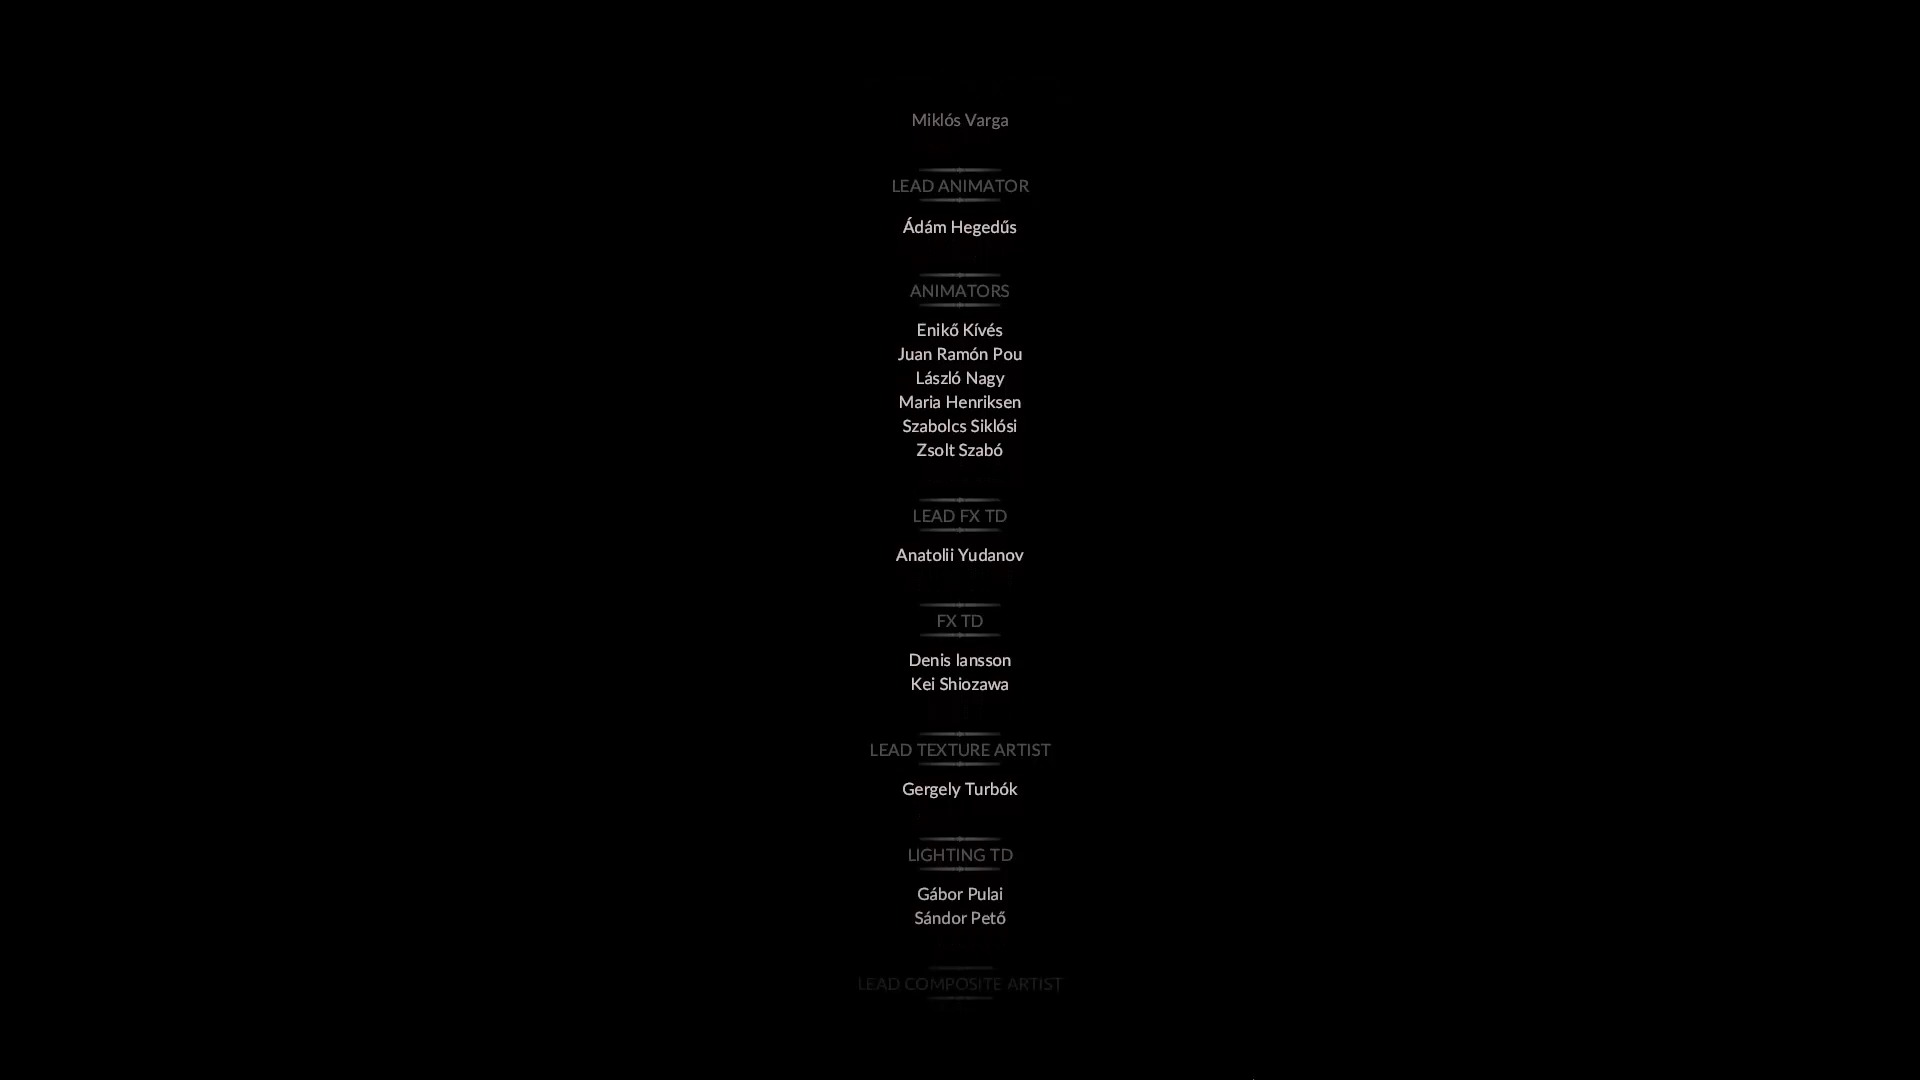 Miklós Varga
LEAD ANIMATOR
Ádám Hegedűs
ANIMATORS
Enikő Kívés
Juan Ramón Pou
László Nagy
Maria Henriksen
Szabolcs Siklósi
Zsolt Szabó
LEAD FX TD
Anatolii Yudanov
FX TD
Denis Iansson
Kei Shiozawa
LEAD TEXTURE ARTIST
Gergely Turbók
LIGHTING TD
Gábor Pulai
Sándor Pető
LEAD COMPOSITE ARTIST